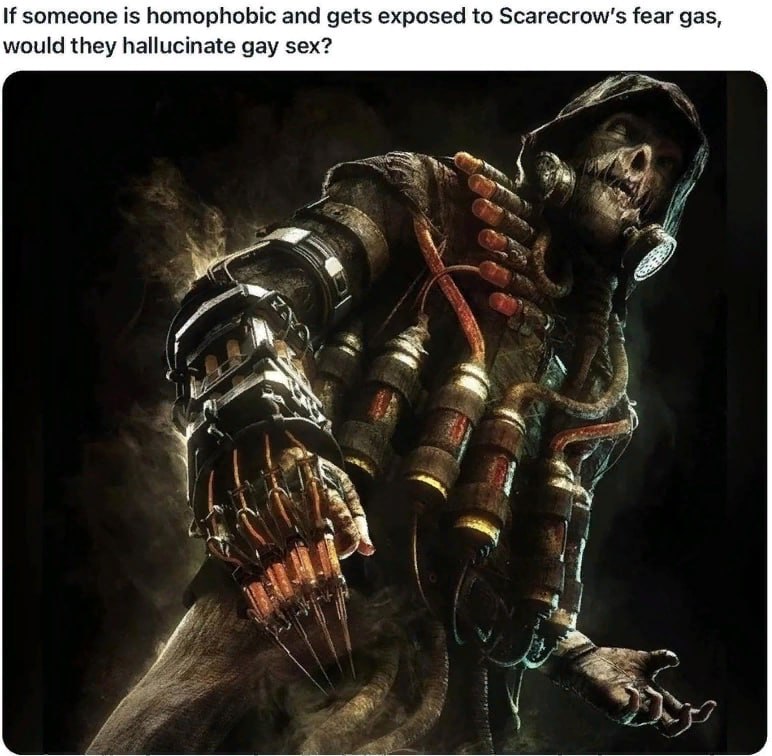 If someone is homophobic and gets exposed to Scarecrow's fear gas,
would they hallucinate gay sex?